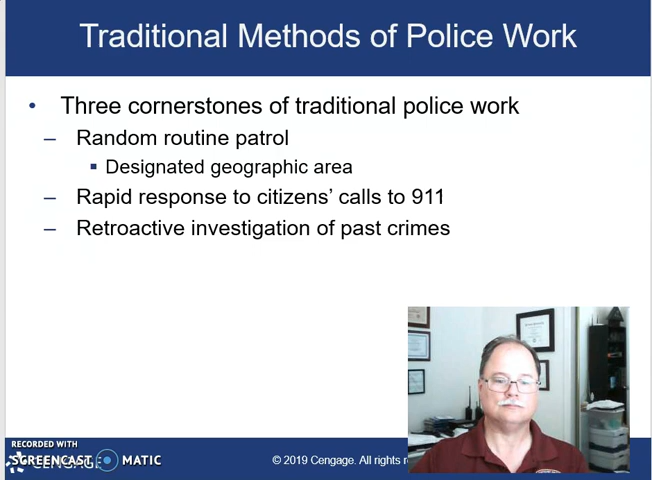 Traditional Methods of Police Work
• Three cornerstones of traditional police work
– Random routine patrol
▪ Designated geographic area
– Rapid response to citizens’ calls to 911
– Retroactive investigation of past crimes
RECORDED WITH
SCREENCAST MATIC
CENGAGE
© 2019 Cengage. All rights